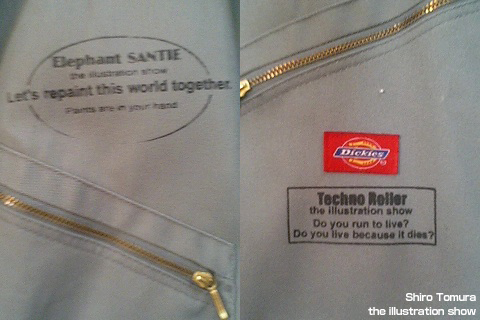 Elephant SANTIE
the illustration show
Let's repaint this world together.
Paints are in your hand
Dickies
Techno Roller
the illustration show
Do you run to live?
Do you live because it dies?
Shiro Tomura
the illustration show